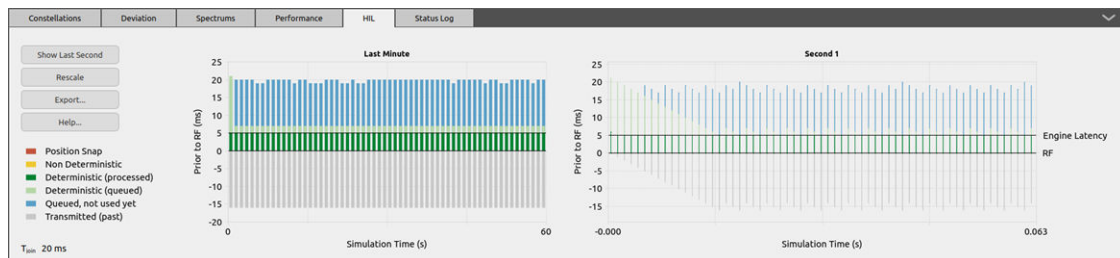 Constellations
Deviation
Spectrums
Performance
HIL
Status Log
Show Last Second
Rescale
Export...
Help...
Position Snap
Non Deterministic
Deterministic (processed)
Deterministic (queued)
Queued, not used yet
Transmitted (past)
TJoin 20 ms
Last Minute
Prior to RF (ms)
25
20
15
10
5
0
-5
-10
-15
-20
0
60
Simulation Time (s)
Second 1
Prior to RF (ms)
25
20
15
10
5
0
-5
-10
-15
Engine Latency
RF
-0.000
0.063
Simulation Time (s)